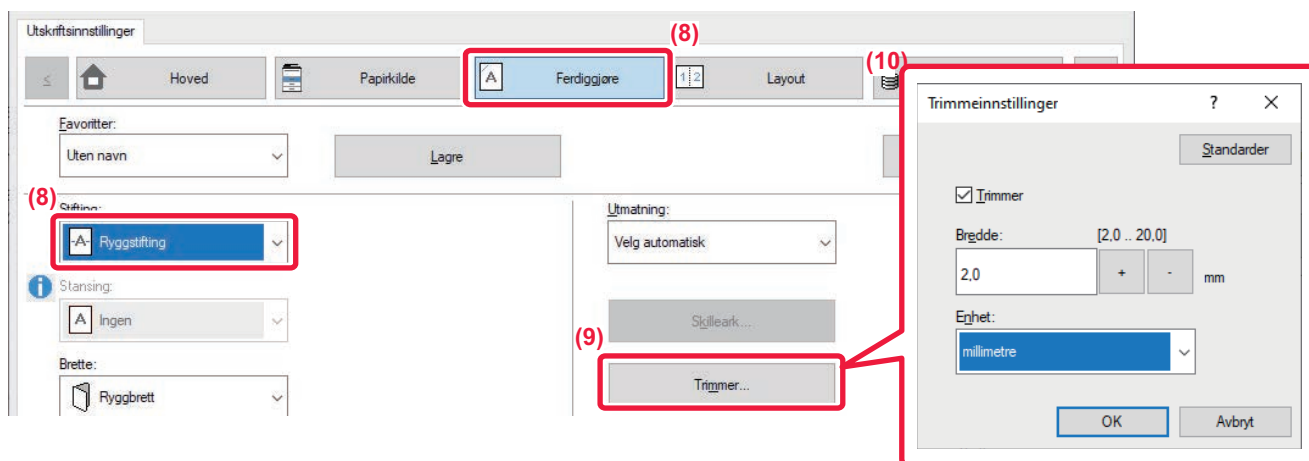 Utskriftsinnstillinger
(8)
(10)
≤ Hoved Papirkilde A Ferdiggjøre 1 2 Layout
Favoritter:
Uten navn Lagre
(8)
Stifting: Utmatning:
-A- Ryggstifting Velg automatisk
Stansing:
A Ingen Skilleark...
(9)
Brette: Trimmer...
Ryggbrett
Trimmeinnstillinger ? X
Standarder
Trimmer
Bredde: [2,0 .. 20,0]
2,0 + - mm
Enhet:
millimetre
OK Avbryt